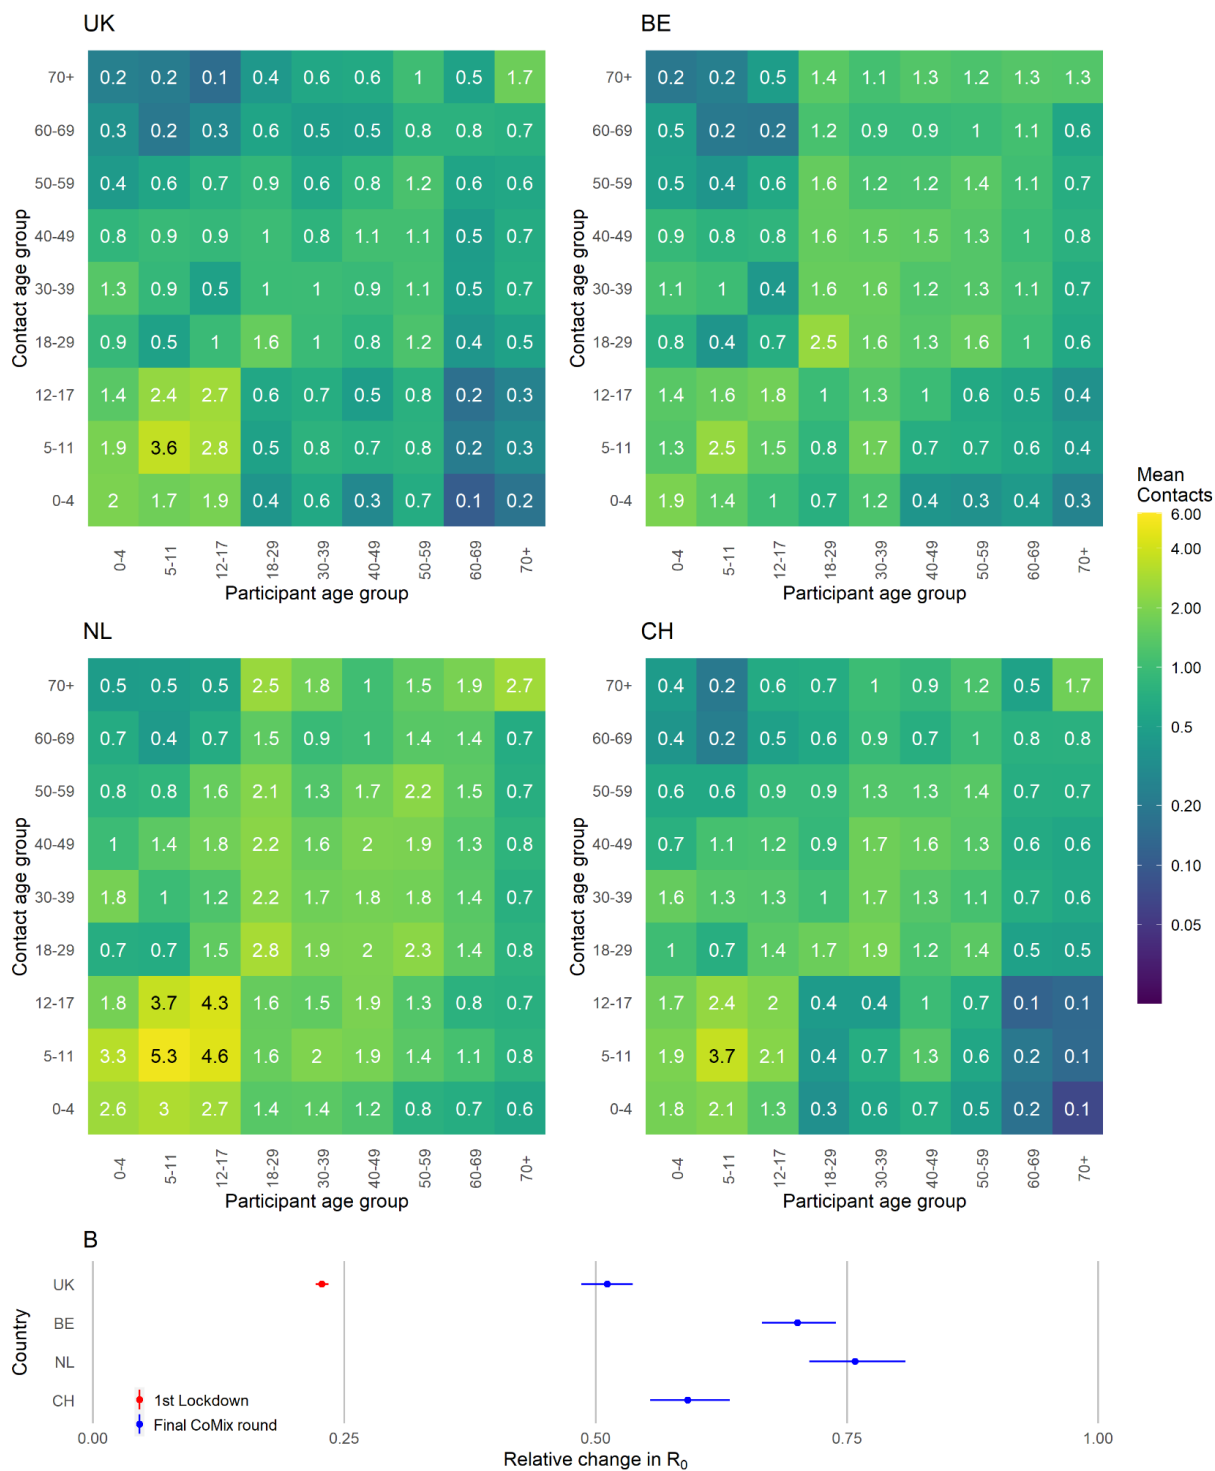 UK
BE
Contact age group
70+ 0.2 0.2 0.1 0.4 0.6 0.6 1 0.5 1.7
60-69 0.3 0.2 0.3 0.6 0.5 0.5 0.8 0.8 0.7
50-59 0.4 0.6 0.7 0.9 0.6 0.8 1.2 0.6 0.6
40-49 0.8 0.9 0.9 1 0.8 1.1 1.1 0.5 0.7
30-39 1.3 0.9 0.5 1 1 0.9 1.1 0.5 0.7
18-29 0.9 0.5 1 1.6 1 0.8 1.2 0.4 0.5
12-17 1.4 2.4 2.7 0.6 0.7 0.5 0.8 0.2 0.3
5-11 1.9 3.6 2.8 0.5 0.8 0.7 0.8 0.2 0.3
0-4 2 1.7 1.9 0.4 0.6 0.3 0.7 0.1 0.2
0-4 5-11 12-17 18-29 30-39 40-49 50-59 60-69 70+
Participant age group
Contact age group
70+ 0.2 0.2 0.5 1.4 1.1 1.3 1.2 1.3 1.3
60-69 0.5 0.2 0.2 1.2 0.9 0.9 1 1.1 0.6
50-59 0.5 0.4 0.6 1.6 1.2 1.2 1.4 1.1 0.7
40-49 0.9 0.8 0.8 1.6 1.5 1.5 1.3 1 0.8
30-39 1.1 1 0.4 1.6 1.6 1.2 1.3 1.1 0.7
18-29 0.8 0.4 0.7 2.5 1.6 1.3 1.6 1 0.6
12-17 1.4 1.6 1.8 1 1.3 1 0.6 0.5 0.4
5-11 1.3 2.5 1.5 0.8 1.7 0.7 0.7 0.6 0.4
0-4 1.9 1.4 1 0.7 1.2 0.4 0.3 0.4 0.3
0-4 5-11 12-17 18-29 30-39 40-49 50-59 60-69 70+
Participant age group
Mean
Contacts
6.00
4.00
2.00
1.00
0.5
0.20
0.10
0.05
NL
CH
Contact age group
70+ 0.5 0.5 0.5 2.5 1.8 1 1.5 1.9 2.7
60-69 0.7 0.4 0.7 1.5 0.9 1 1.4 1.4 0.7
50-59 0.8 0.8 1.6 2.1 1.3 1.7 2.2 1.5 0.7
40-49 1 1.4 1.8 2.2 1.6 2 1.9 1.3 0.8
30-39 1.8 1 1.2 2.2 1.7 1.8 1.8 1.4 0.7
18-29 0.7 0.7 1.5 2.8 1.9 2 2.3 1.4 0.8
12-17 1.8 3.7 4.3 1.6 1.5 1.9 1.3 0.8 0.7
5-11 3.3 5.3 4.6 1.6 2 1.9 1.4 1.1 0.8
0-4 2.6 3 2.7 1.4 1.4 1.2 0.8 0.7 0.6
0-4 5-11 12-17 18-29 30-39 40-49 50-59 60-69 70+
Participant age group
Contact age group
70+ 0.4 0.2 0.6 0.7 1 0.9 1.2 0.5 1.7
60-69 0.4 0.2 0.5 0.6 0.9 0.7 1 0.8 0.8
50-59 0.6 0.6 0.9 0.9 1.3 1.3 1.4 0.7 0.7
40-49 0.7 1.1 1.2 0.9 1.7 1.6 1.3 0.6 0.6
30-39 1.6 1.3 1.3 1 1.7 1.3 1.1 0.7 0.6
18-29 1 0.7 1.4 1.7 1.9 1.2 1.4 0.5 0.5
12-17 1.7 2.4 2 0.4 0.4 1 0.7 0.1 0.1
5-11 1.9 3.7 2.1 0.4 0.7 1.3 0.6 0.2 0.1
0-4 1.8 2.1 1.3 0.3 0.6 0.7 0.5 0.2 0.1
0-4 5-11 12-17 18-29 30-39 40-49 50-59 60-69 70+
Participant age group
B
Country
UK
BE
NL
CH
1st Lockdown
Final CoMix round
0.00 0.25 0.50 0.75 1.00
Relative change in R₀